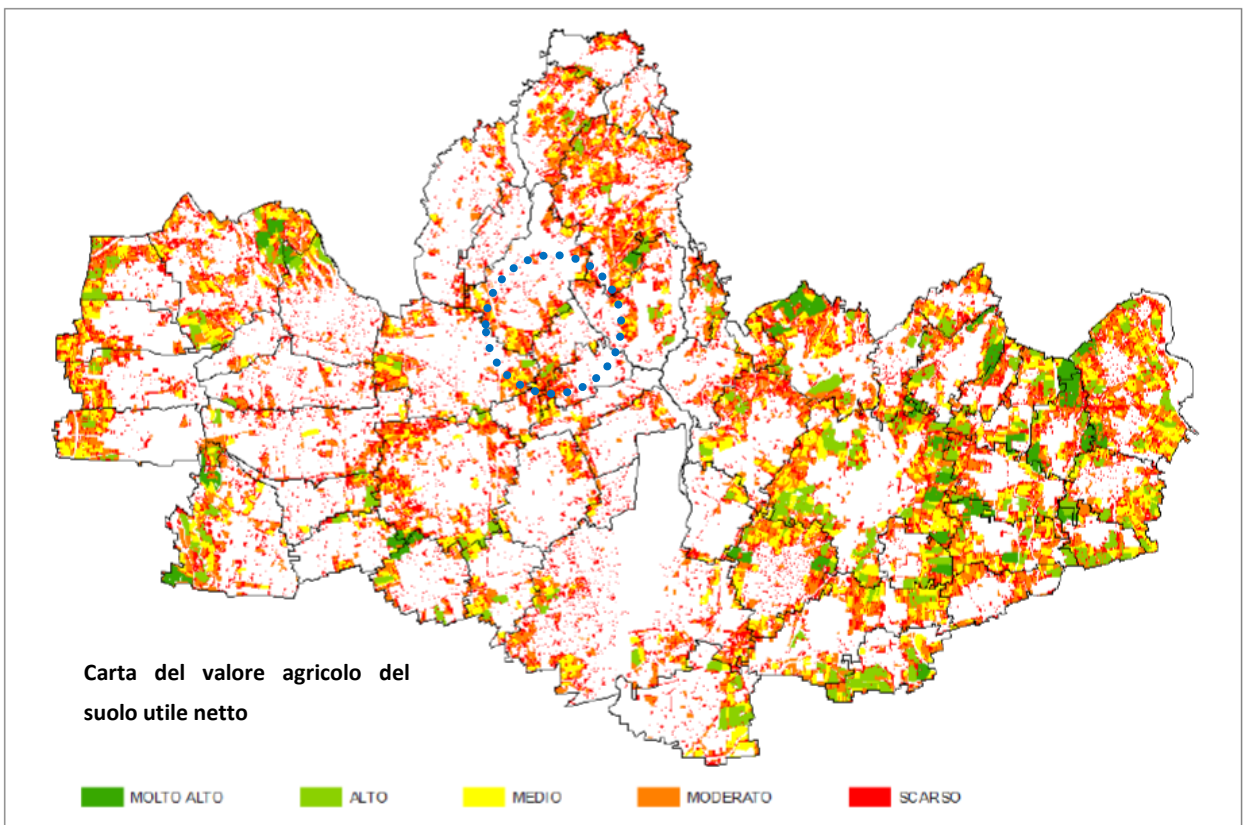 Carta del valore agricolo del
suolo utile netto
MOLTO ALTO
ALTO
MEDIO
MODERATO
SCARSO